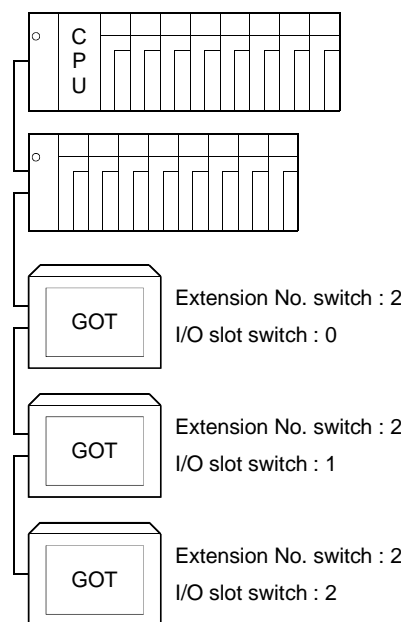 CPU
GOT
Extension No. switch : 2
I/O slot switch : 0
GOT
Extension No. switch : 2
I/O slot switch : 1
GOT
Extension No. switch : 2
I/O slot switch : 2